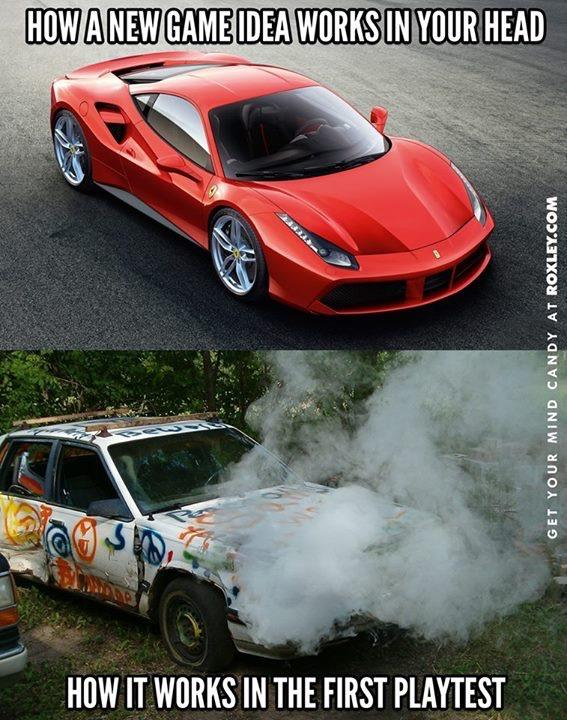 HOW A NEW GAME IDEA WORKS IN YOUR HEAD
GET YOUR MIND CANDY AT ROXLEY.COM
HOW IT WORKS IN THE FIRST PLAYTEST